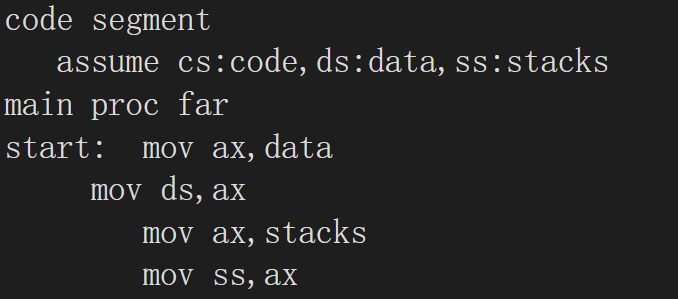 code segment
   assume cs:code,ds:data,ss:stacks
main proc far
start:  mov ax,data
     mov ds,ax
        mov ax,stacks
        mov ss,ax